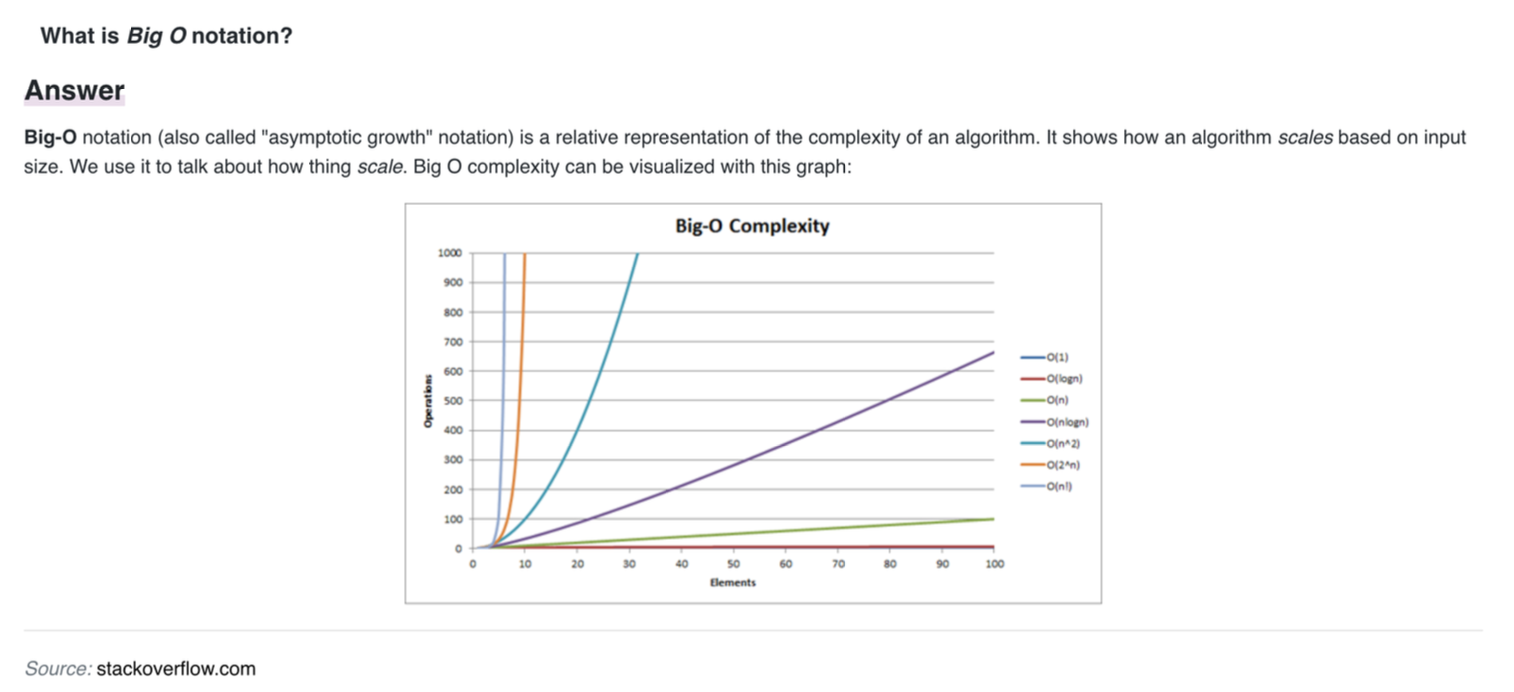 What is Big O notation?
Answer
Big-O notation (also called "asymptotic growth" notation) is a relative representation of the complexity of an algorithm. It shows how an algorithm scales based on input
size. We use it to talk about how thing scale. Big O complexity can be visualized with this graph:
Big-O Complexity
1000
900
800
700
600
500
400
300
200
100
0
Operations
0 10 20 30 40 50 60 70 80 90 100
Elements
O(1)
O(logn)
O(n)
O(nlogn)
O(n^2)
O(2^n)
O(n!)
Source: stackoverflow.com